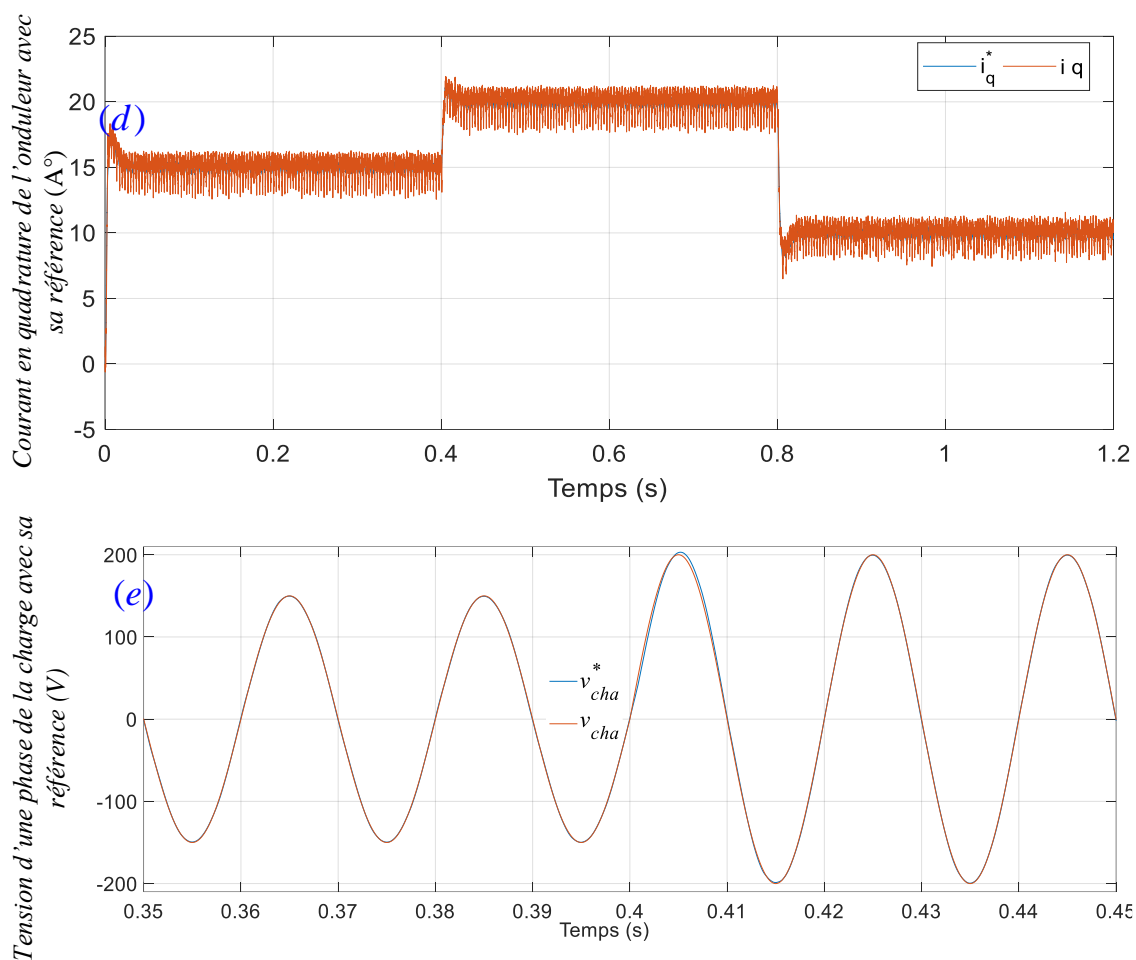 Courant en quadrature de l'onduleur avec
sa référence (A°)
(d)
25
20
15
10
5
0
-5
i*q i q
0 0.2 0.4 0.6 0.8 1 1.2
Temps (s)
Tension d'une phase de la charge avec sa
référence (V)
(e)
200
100
0
-100
-200
v*cha
vcha
0.35 0.36 0.37 0.38 0.39 0.4 0.41 0.42 0.43 0.44 0.45
Temps (s)